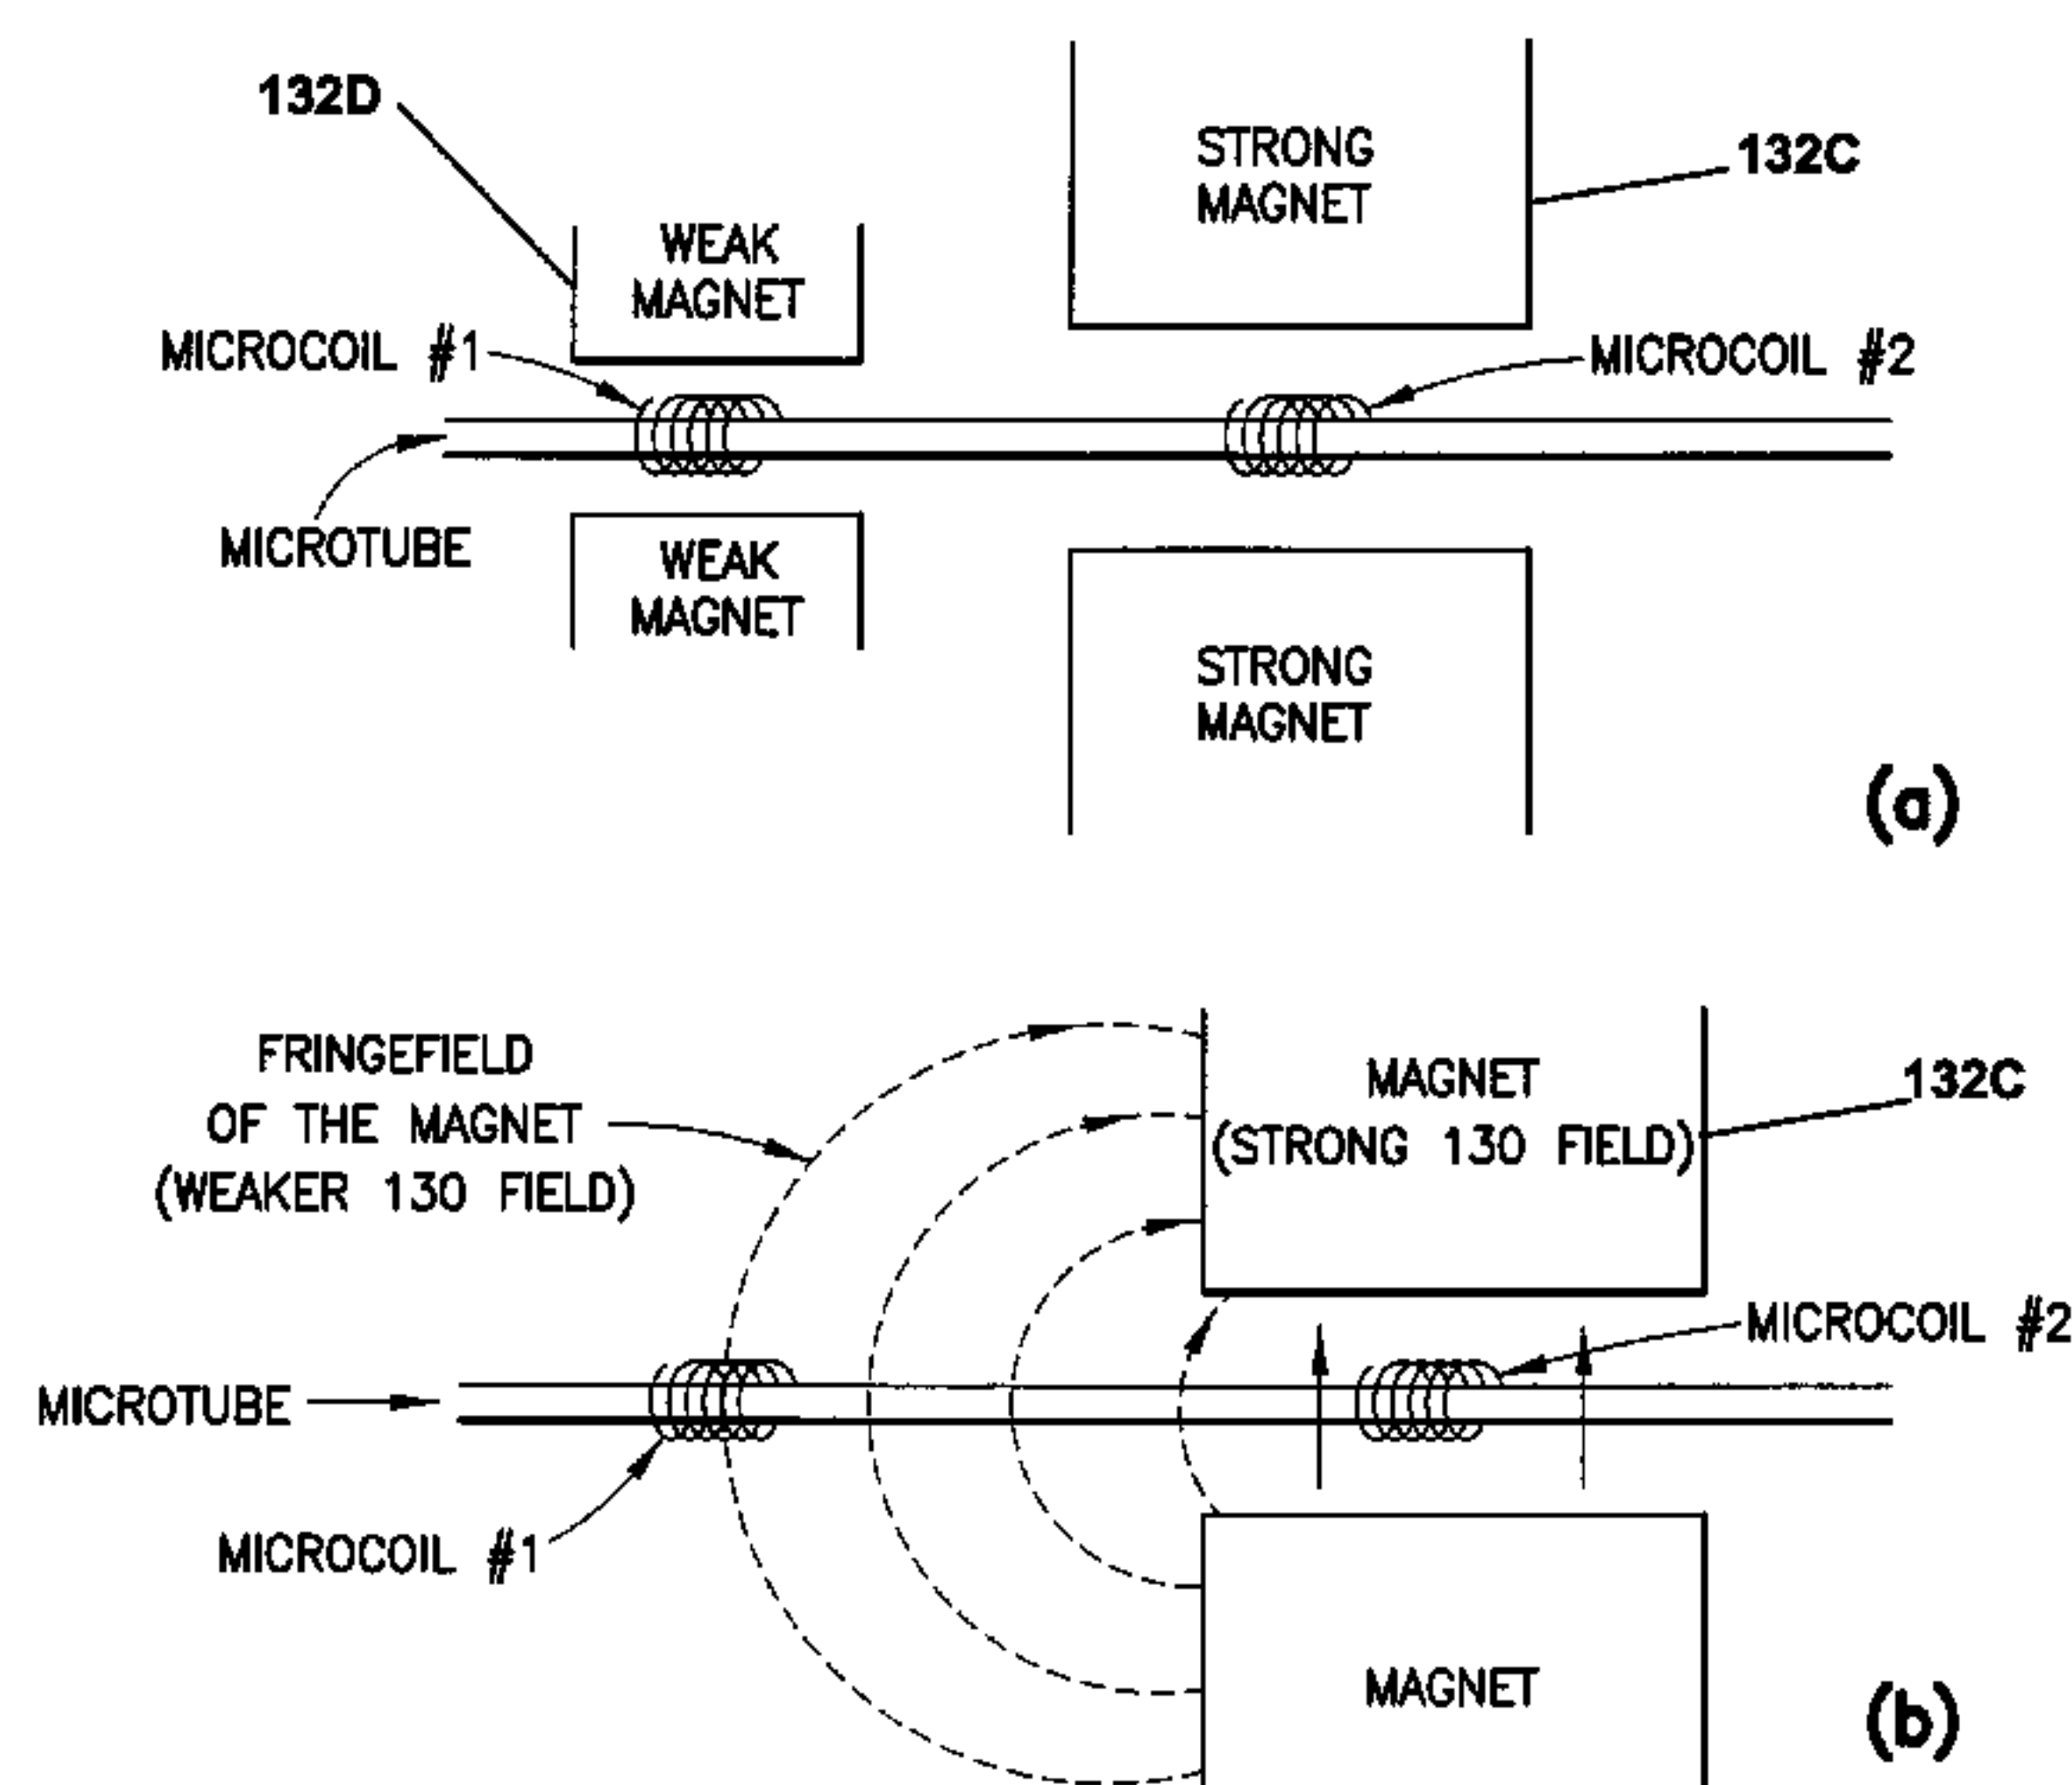 132D
STRONG
MAGNET
132C
WEAK
MAGNET
MICROCOIL #1
MICROCOIL #2
MICROTUBE
WEAK
MAGNET
STRONG
MAGNET
(a)
FRINGEFIELD
OF THE MAGNET
(WEAKER 130 FIELD)
MAGNET
(STRONG 130 FIELD)
132C
MICROCOIL #2
MICROTUBE
MICROCOIL #1
MAGNET
(b)